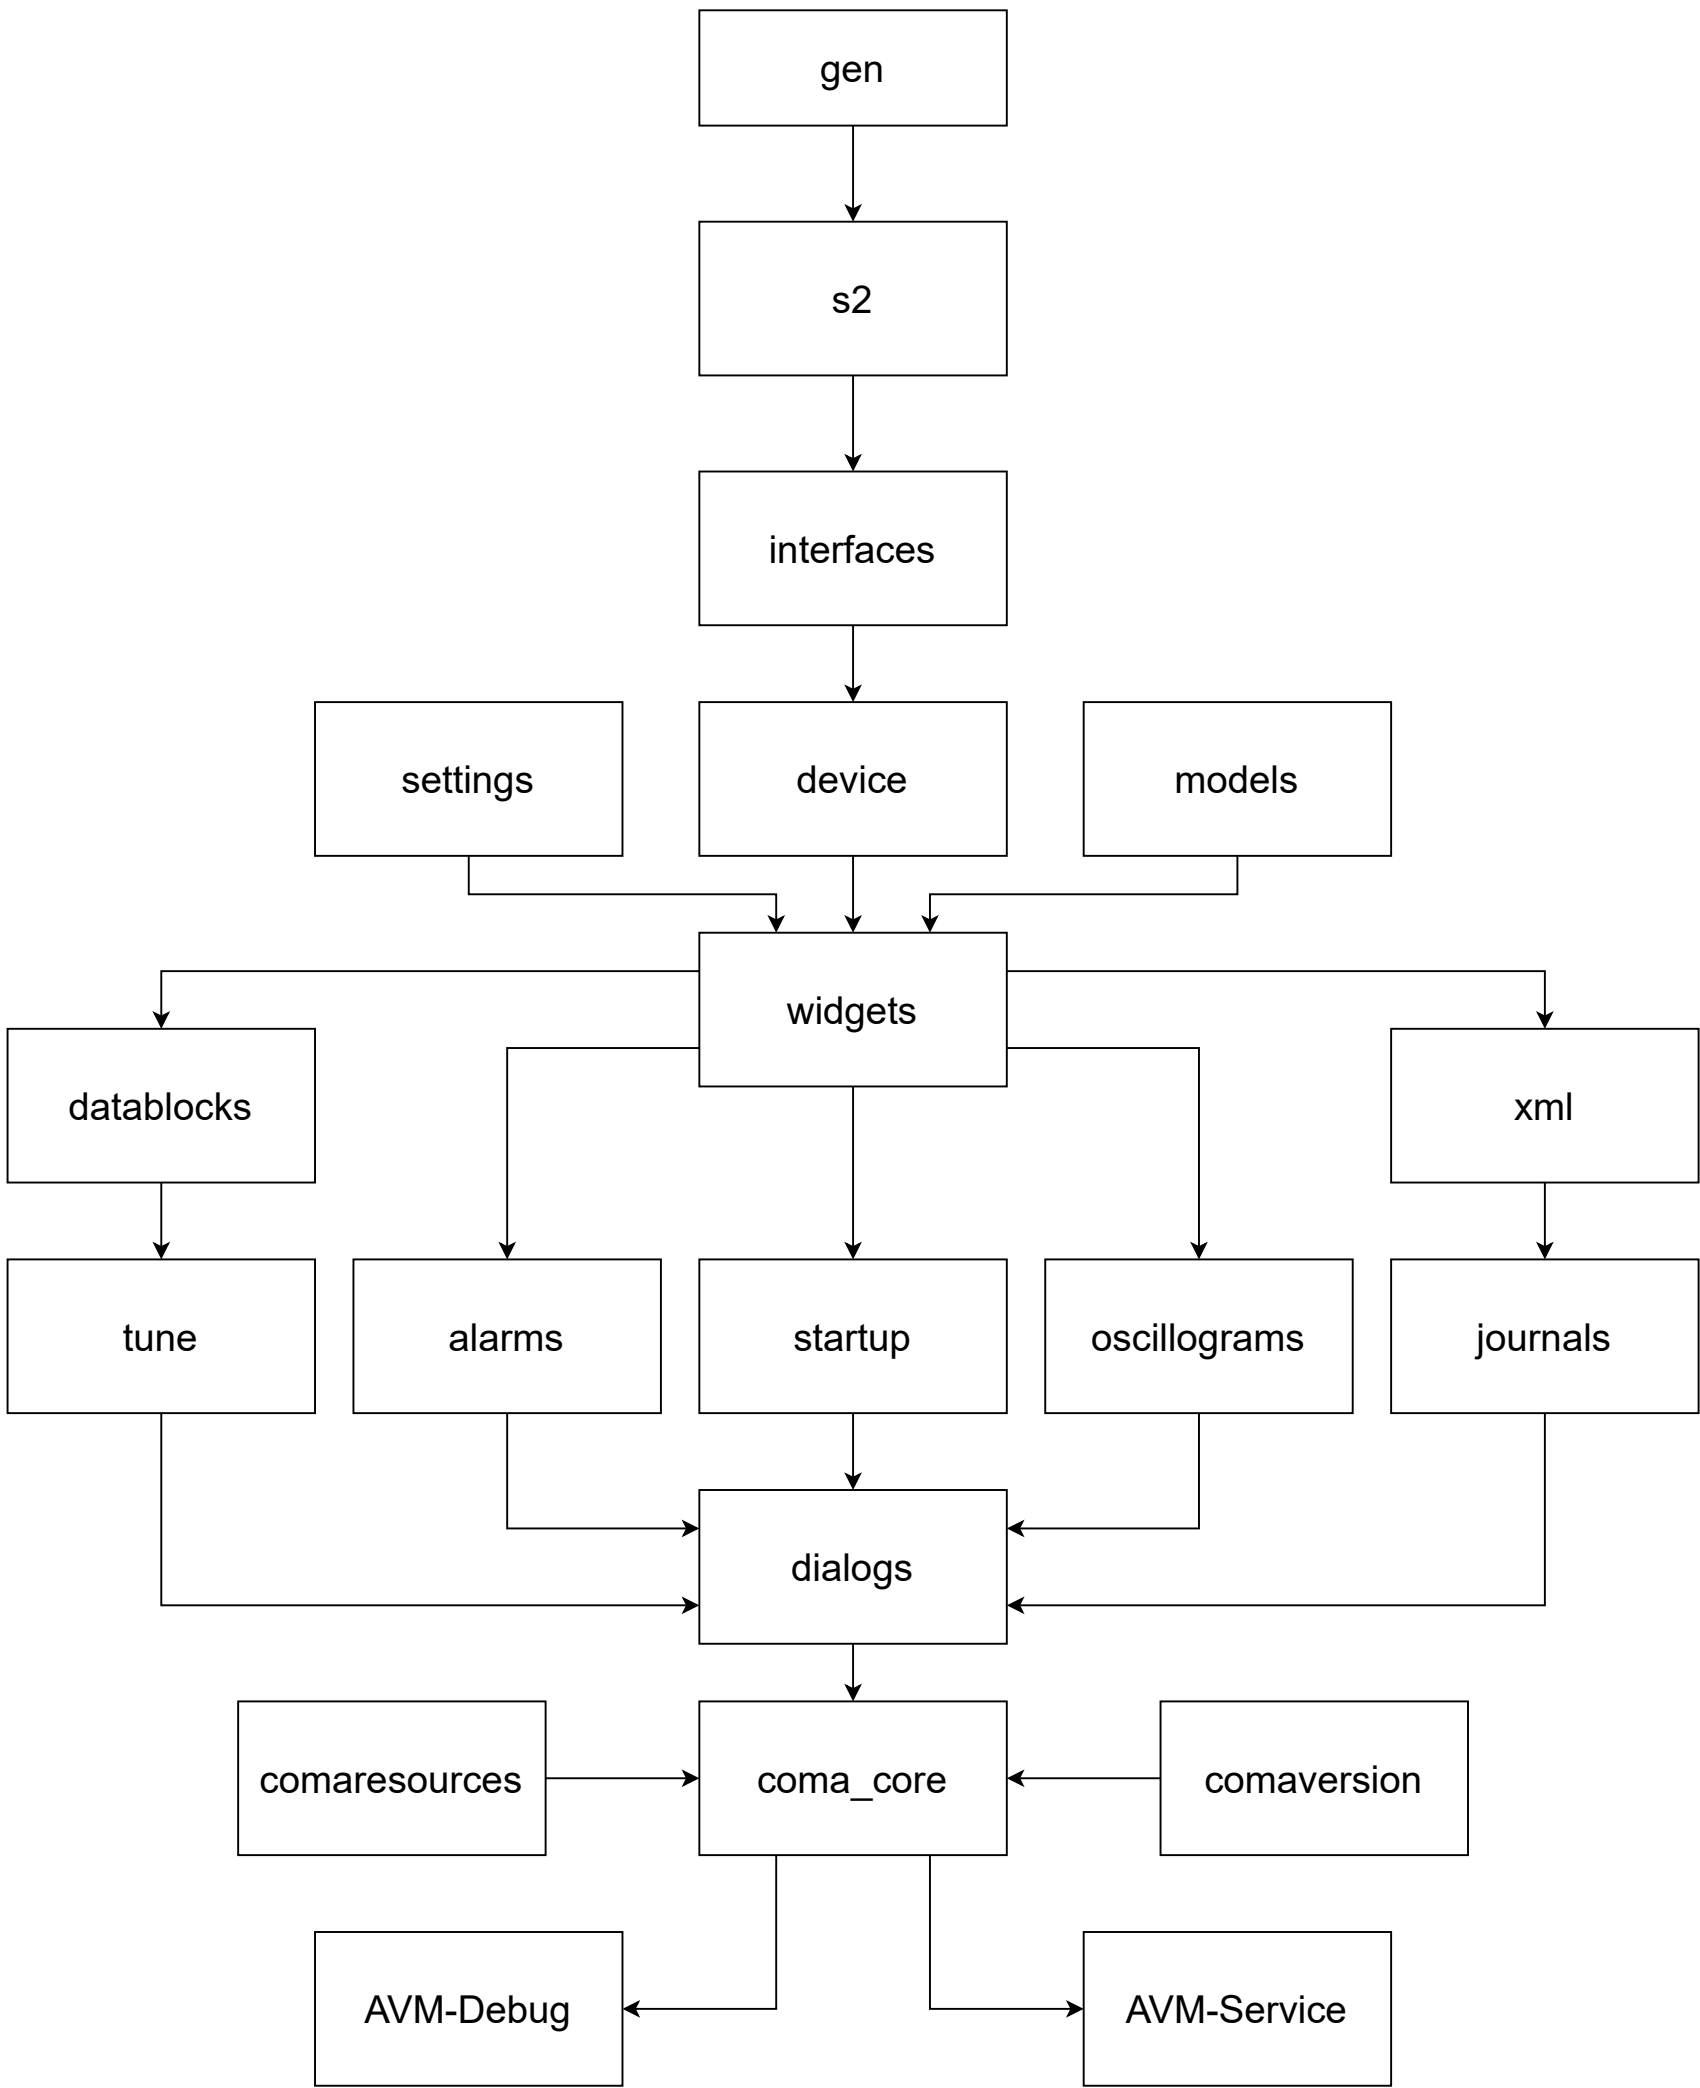 gen
s2
interfaces
settings
device
models
widgets
datablocks
xml
tune
alarms
startup
oscillograms
journals
dialogs
comaresources
coma_core
comaversion
AVM-Debug
AVM-Service